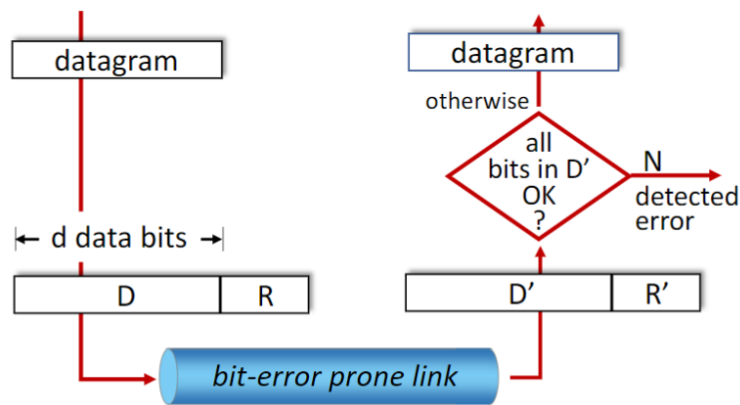 datagram
d data bits
D
R
bit-error prone link
datagram
otherwise
all
bits in D’
OK
?
N
detected
error
D’
R’